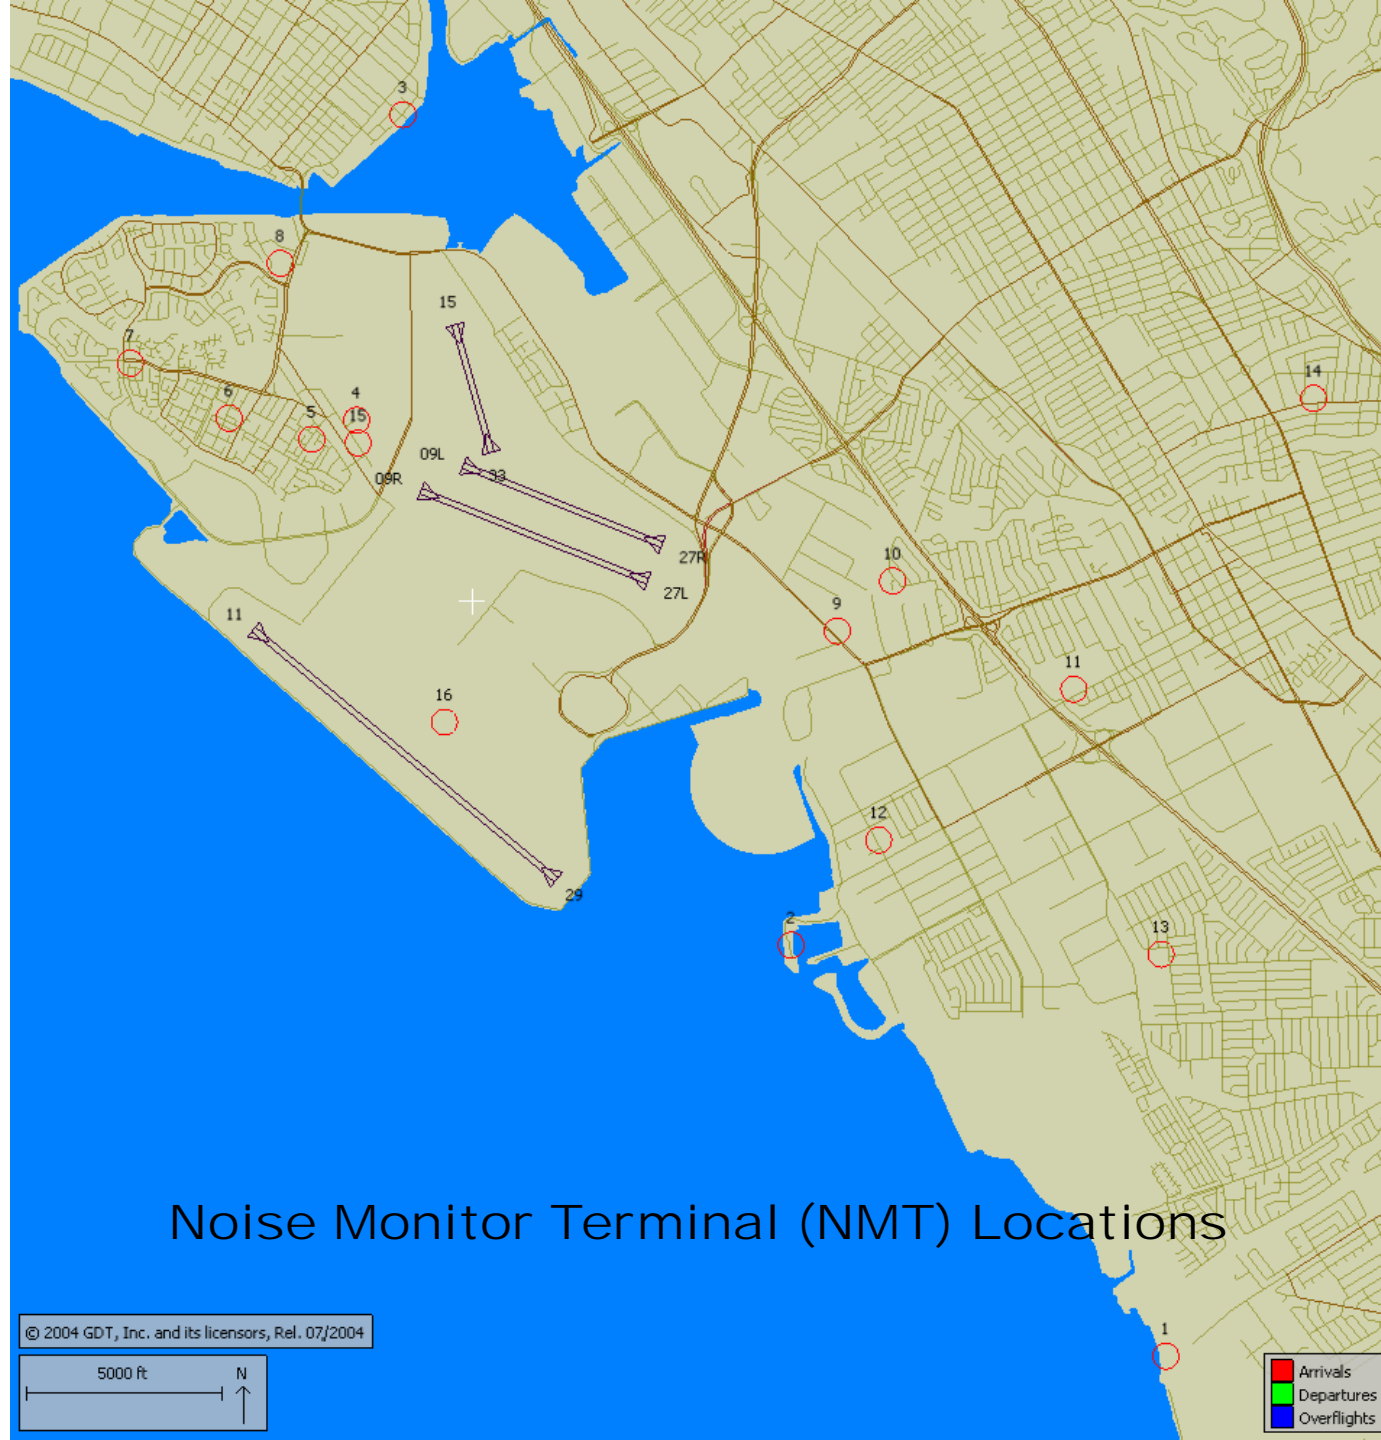 3
8
15
7
14
6
4
5
15
09L
33
09R
10
27R
27L
9
11
11
16
12
29
2
13
Noise Monitor Terminal (NMT) Locations
© 2004 GDT, Inc. and its licensors, Rel. 07/2004
1
5000 ft N
Arrivals
Departures
Overflights